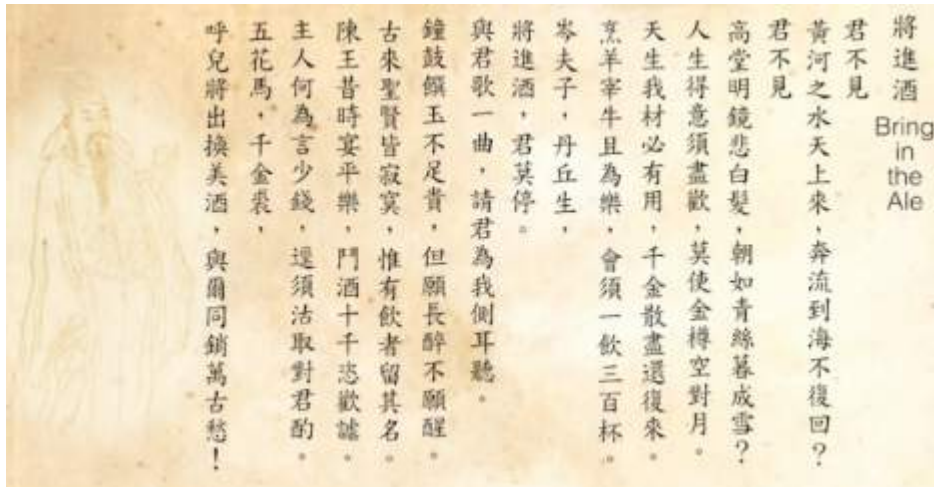 將進酒
Bring
in
the
Ale
君不見
黃河之水天上來，奔流到海不復回？
君不見
高堂明鏡悲白髮，朝如青絲暮成雪？
人生得意須盡歡，莫使金樽空對月。
天生我材必有用，千金散盡還復來。
烹羊宰牛且為樂，會須一飲三百杯。
岑夫子，丹丘生，
將進酒，君莫停。
與君歌一曲，請君為我側耳聽。
鐘鼓饌玉不足貴，但願長醉不願醒。
古來聖賢皆寂寞，惟有飲者留其名。
陳王昔時宴平樂，鬥酒十千恣歡謔。
主人何為言少錢，逕須沽取對君酌。
五花馬，千金裘，
呼兒將出換美酒，與爾同銷萬古愁！